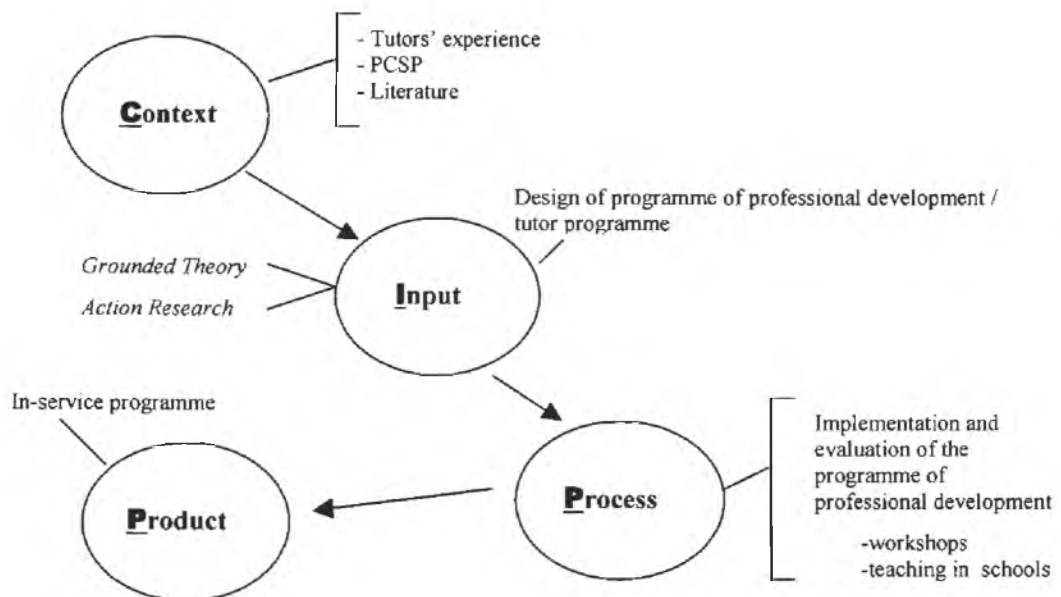 - Tutors' experience
- PCSP
- Literature
Context
Design of programme of professional development /
tutor programme
Grounded Theory
Action Research
Input
In-service programme
Implementation and
evaluation of the
programme of
professional development
-workshops
-teaching in schools
Process
Product